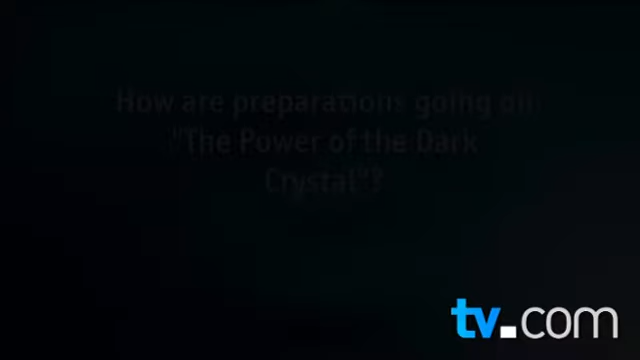 How are preparations going on
"The Power of the Dark
Crystal"?
tv.com